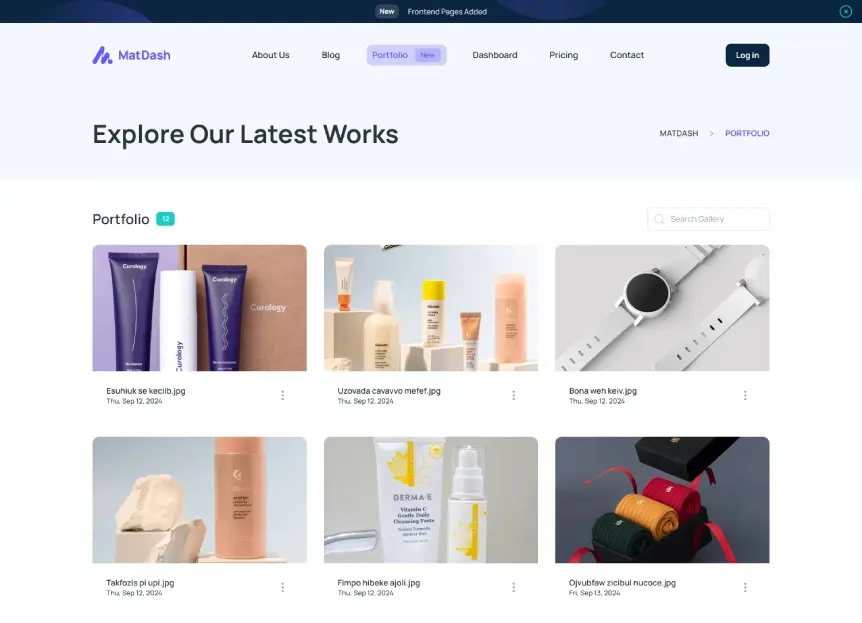 New Frontend Pages Added
MatDash
About Us
Blog
Portfolio New
Dashboard
Pricing
Contact
Log in
Explore Our Latest Works
MATDASH > PORTFOLIO
Portfolio 12
Search Gallery
Curology
Curology
Curology
Curology
Esuhiuk se keciib.jpg
Thu, Sep 12, 2024
Uzovada cavavvo mefef.jpg
Thu, Sep 12, 2024
Bona weh keiv.jpg
Thu, Sep 12, 2024
DERMA·E
Vitamin C
Gentle Daily
Cleansing Paste
Takfozis pi upi.jpg
Thu, Sep 12, 2024
Fimpo hibeke ajoli.jpg
Thu, Sep 12, 2024
Ojvubfaw zicibul nucoce.jpg
Fri, Sep 13, 2024